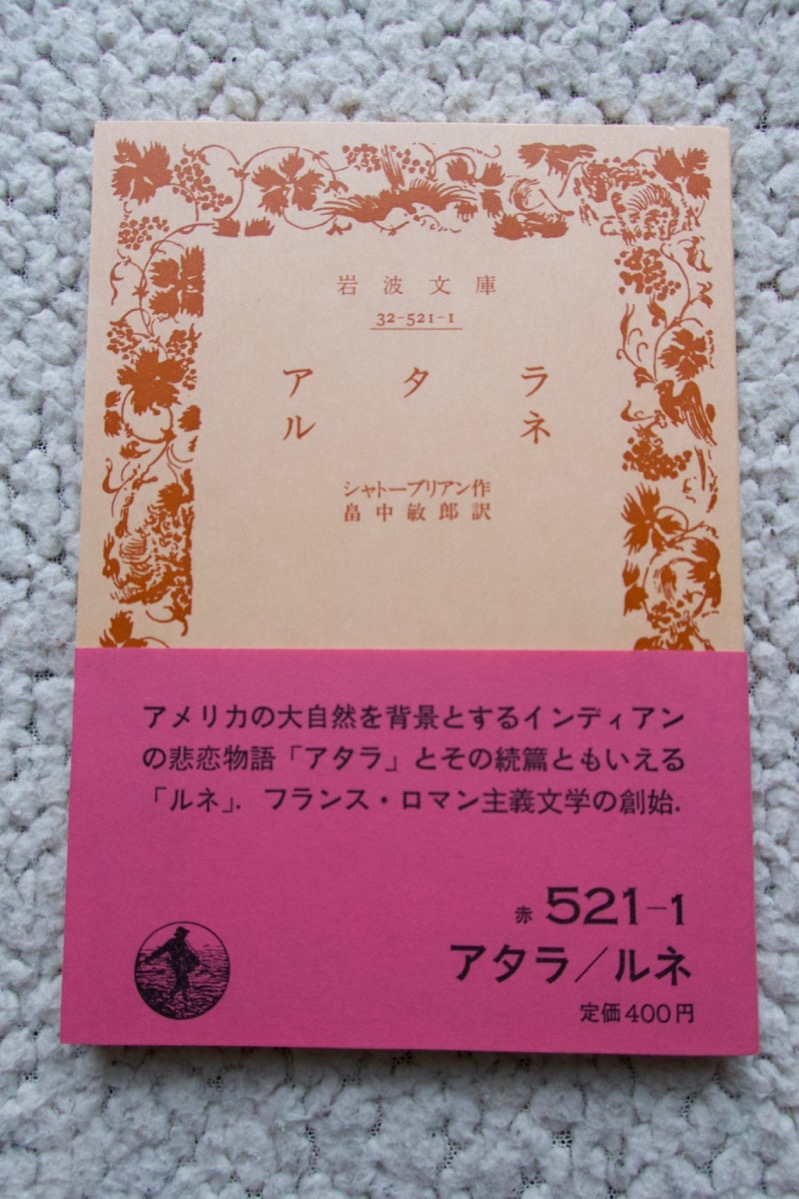 岩波文庫
32-521-1
アタラ
ルネ
シャトーブリアン作
畠中敏郎訳
アメリカの大自然を背景とするインディアン
の悲恋物語「アタラ」とその続篇ともいえる
「ルネ」．フランス・ロマン主義文学の創始．
赤 521-1
アタラ／ルネ
定価400円